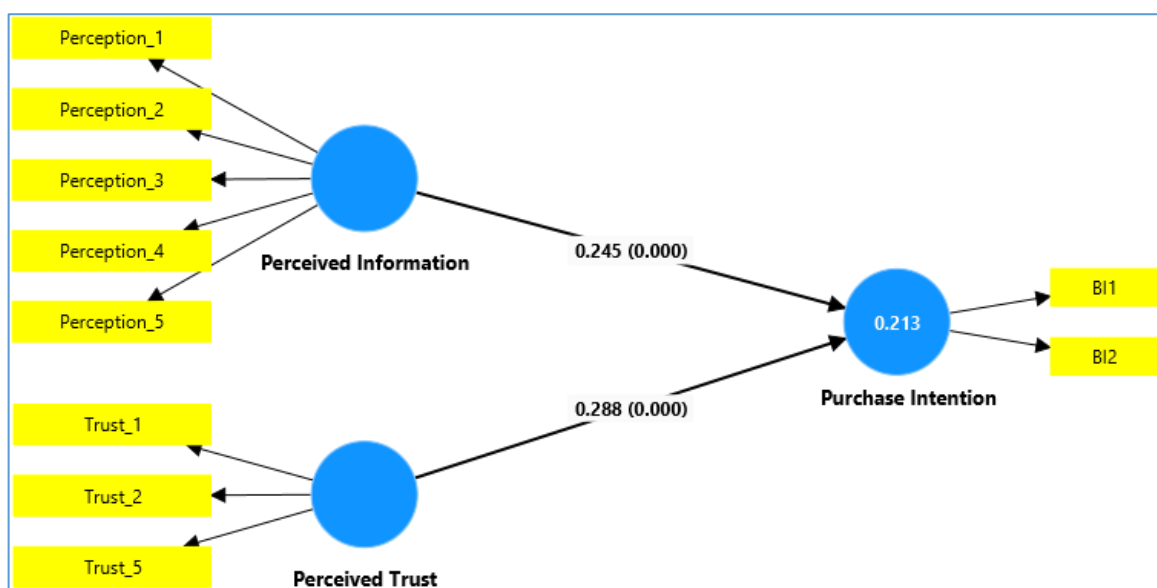 Perception_1
Perception_2
Perception_3
Perception_4
Perception_5
Perceived Information
0.245 (0.000)
Trust_1
Trust_2
Trust_5
Perceived Trust
0.288 (0.000)
0.213
Purchase Intention
BI1
BI2